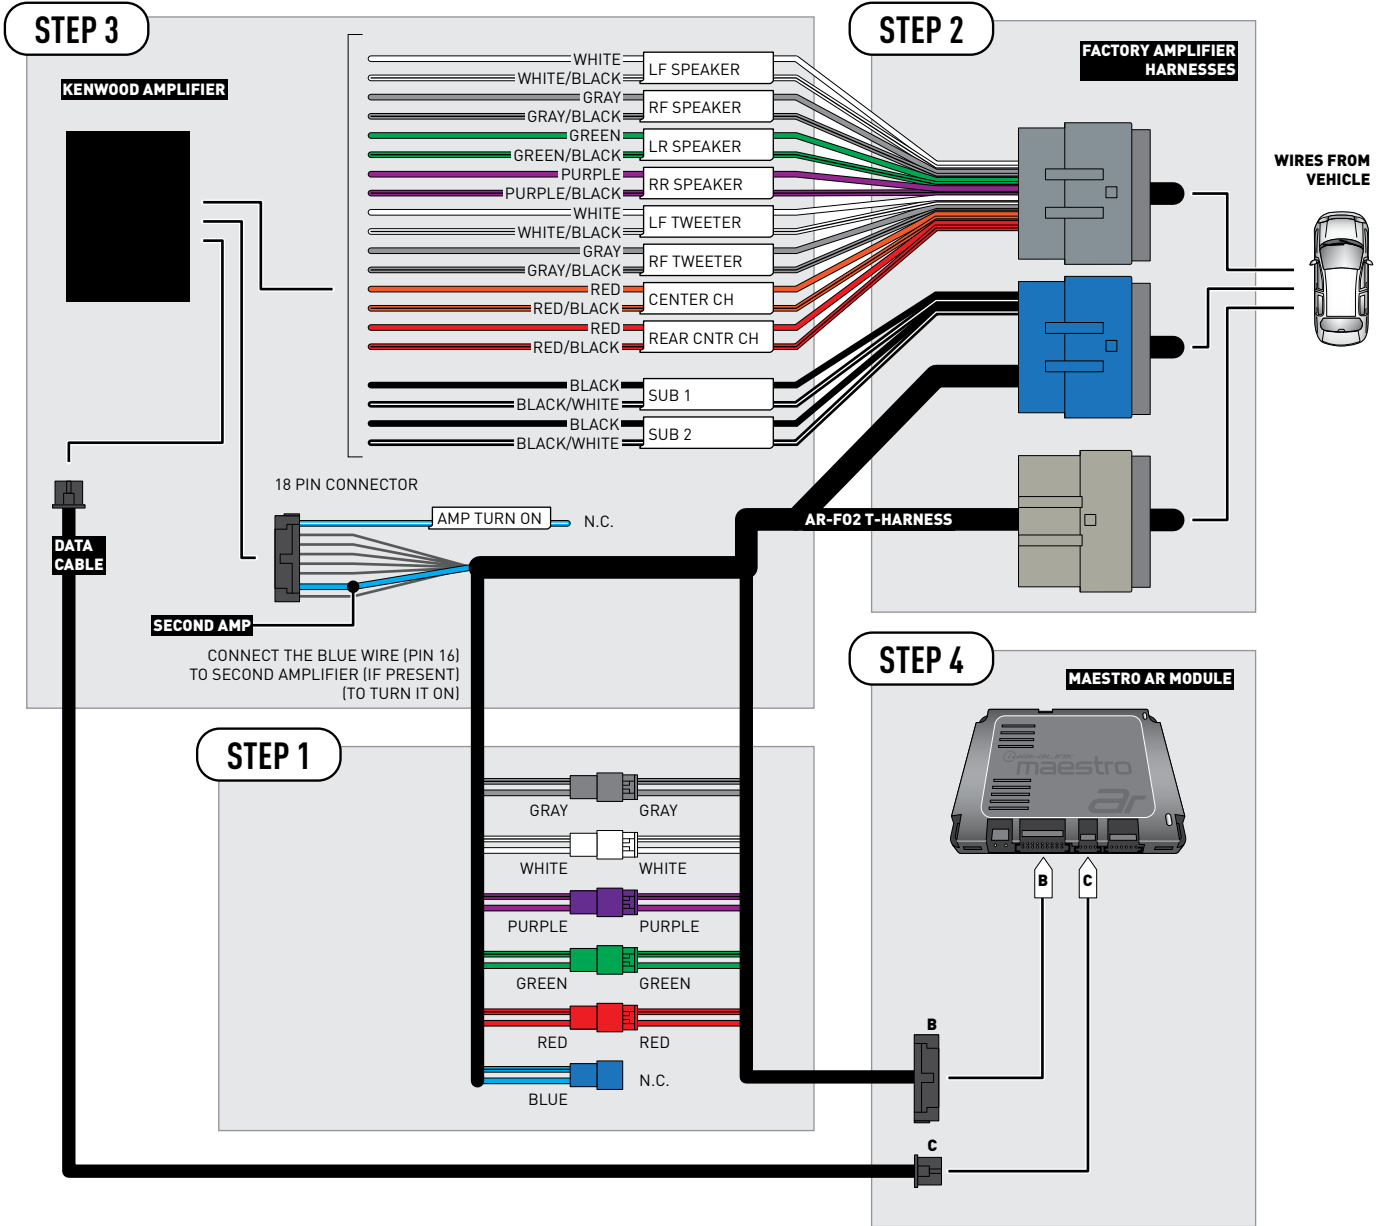 STEP 3
KENWOOD AMPLIFIER
WHITE
WHITE/BLACK
LF SPEAKER
GRAY
GRAY/BLACK
RF SPEAKER
GREEN
GREEN/BLACK
LR SPEAKER
PURPLE
PURPLE/BLACK
RR SPEAKER
WHITE
WHITE/BLACK
LF TWEETER
GRAY
GRAY/BLACK
RF TWEETER
RED
RED/BLACK
CENTER CH
RED
RED/BLACK
REAR CNTR CH
BLACK
BLACK/WHITE
SUB 1
BLACK
BLACK/WHITE
SUB 2
18 PIN CONNECTOR
AMP TURN ON
N.C.
DATA
CABLE
SECOND AMP
CONNECT THE BLUE WIRE (PIN 16)
TO SECOND AMPLIFIER (IF PRESENT)
(TO TURN IT ON)
STEP 2
FACTORY AMPLIFIER
HARNESSES
WIRES FROM
VEHICLE
AR-FO2 T-HARNESS
STEP 1
GRAY GRAY
WHITE WHITE
PURPLE PURPLE
GREEN GREEN
RED RED
BLUE N.C.
STEP 4
MAESTRO AR MODULE
maestro
ar
B C
B
C